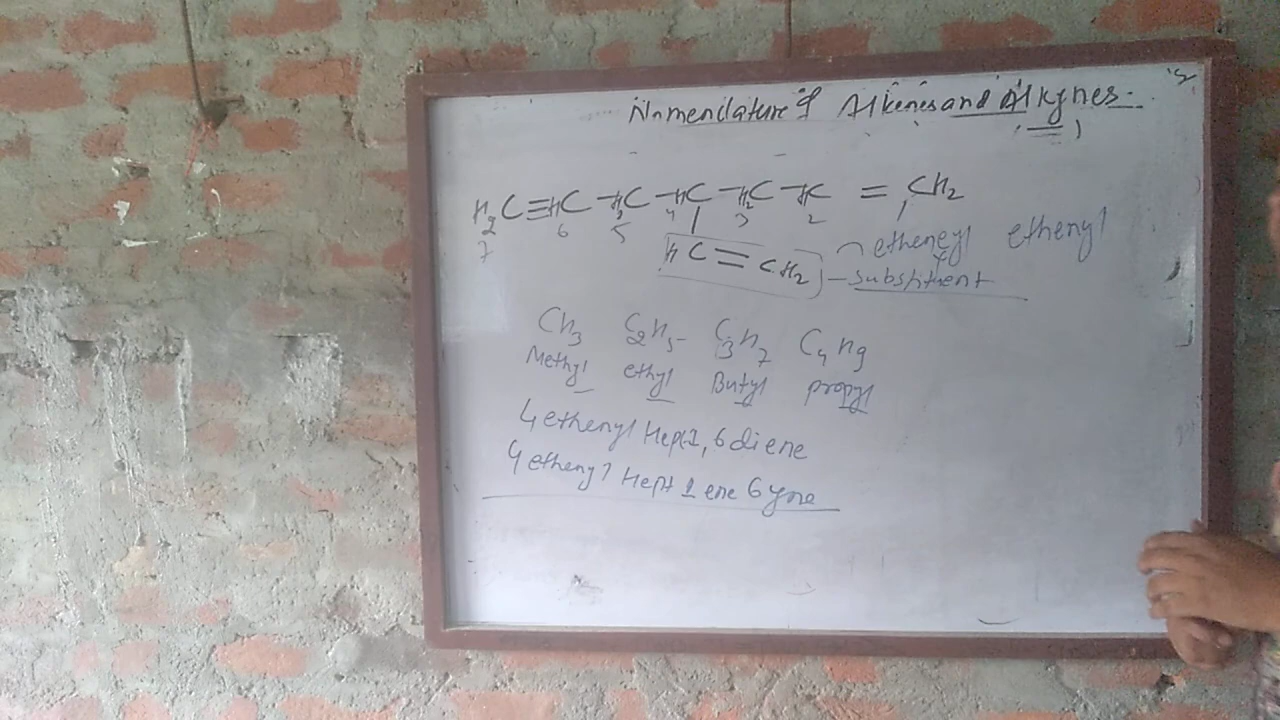 Nomenclature of Alkenes and Alkynes
H2C≡HC–H2C–HC–H2C–HC = CH2
7 6 5 4 3 2 1
HC=CH2 etheneyl ethenyl
substituent
CH3 C2H5 C3H7 C4H9
Methyl ethyl Butyl propyl
4 ethenyl Hept 1, 6 diene
4 ethenyl Hept 1 ene 6 yne